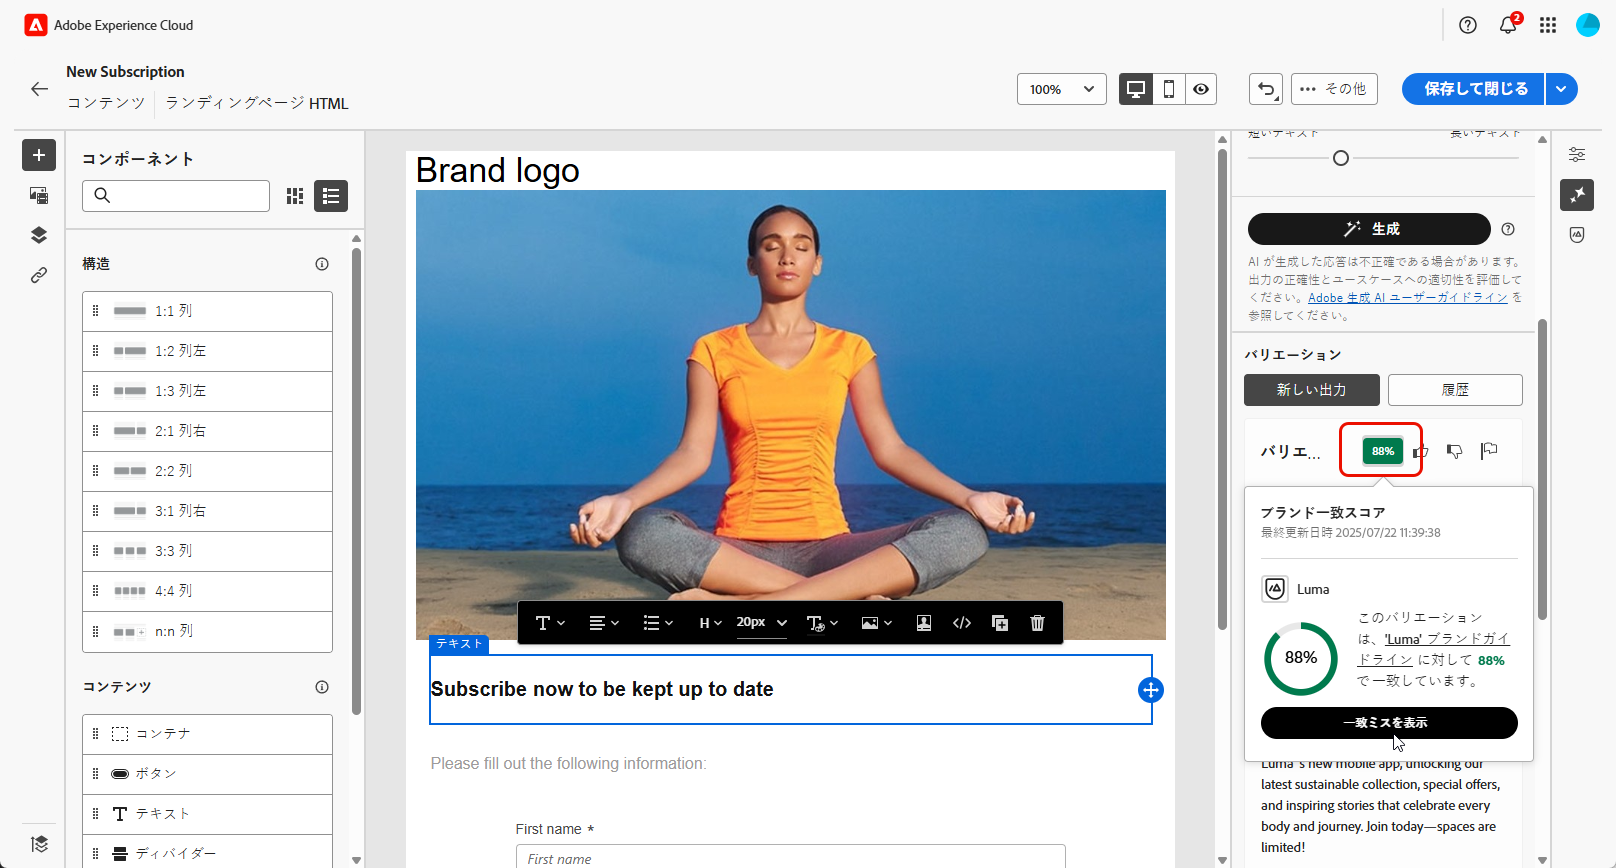 Adobe Experience Cloud
2
New Subscription
コンテンツ
ランディングページ HTML
100%
その他
保存して閉じる
コンポーネント
構造
1:1 列
1:2 列左
1:3 列左
2:1 列右
2:2 列
3:1 列右
3:3 列
4:4 列
n:n 列
コンテンツ
コンテナ
ボタン
テキスト
ディバイダー
Brand logo
H
20px
テキスト
Subscribe now to be kept up to date
Please fill out the following information:
First name *
First name
短いテキスト
長いテキスト
生成
AI が生成した応答は不正確である場合があります。
出力の正確性とユースケースへの適切性を評価して
ください。Adobe 生成 AI ユーザーガイドライン を
参照してください。
バリエーション
新しい出力
履歴
バリエ...
88%
ブランド一致スコア
最終更新日時 2025/07/22 11:39:38
Luma
88%
このバリエーション
は、'Luma' ブランドガイ
ドライン に対して 88%
で一致しています。
一致ミスを表示
Luma's new mobile app, unlocking our
latest sustainable collection, special offers,
and inspiring stories that celebrate every
body and journey. Join today—spaces are
limited!